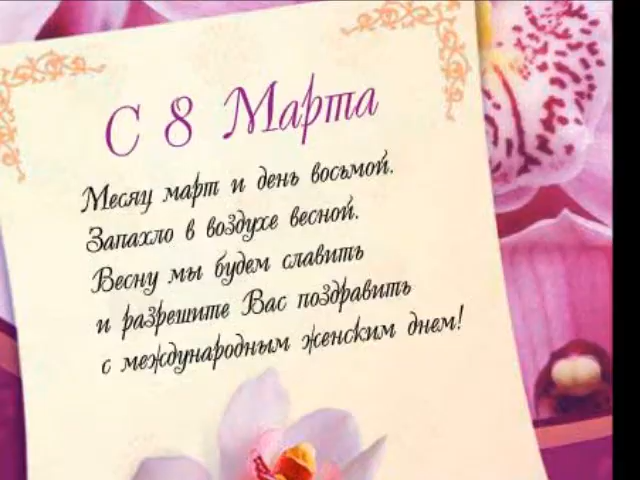 С 8 Марта
Месяц март и день восьмой.
Запахло в воздухе весной.
Весну мы будем славить
и разрешите Вас поздравить
с международным женским днем!